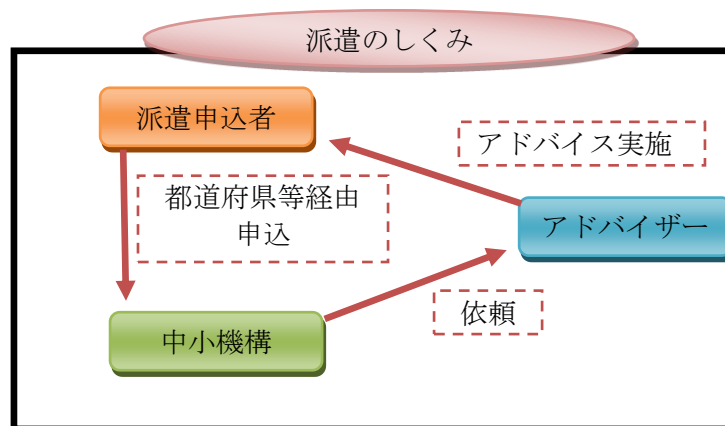 派遣のしくみ
派遣申込者
アドバイス実施
都道府県等経由
申込
アドバイザー
依頼
中小機構